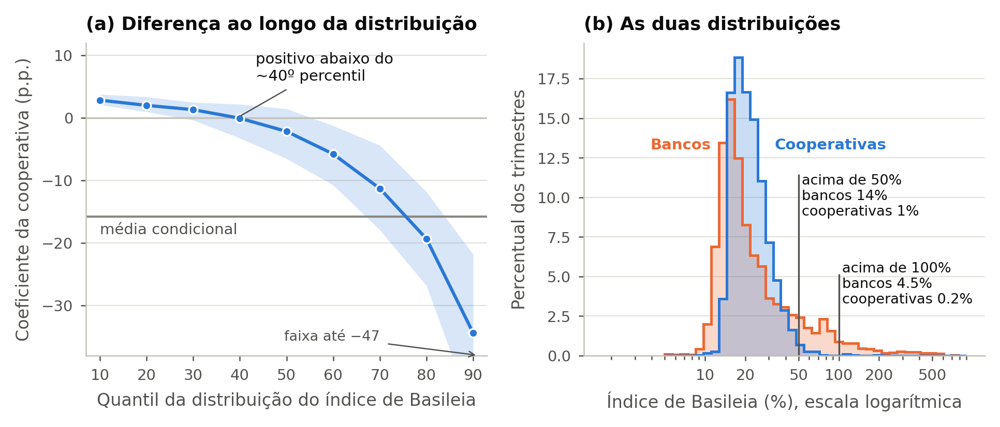 (a) Diferença ao longo da distribuição
Coeficiente da cooperativa (p.p.)
10
0
−10
−20
−30
positivo abaixo do
~40º percentil
média condicional
faixa até −47
10 20 30 40 50 60 70 80 90
Quantil da distribuição do índice de Basileia
(b) As duas distribuições
Percentual dos trimestres
17.5
15.0
12.5
10.0
7.5
5.0
2.5
0.0
Bancos
Cooperativas
acima de 50%
bancos 14%
cooperativas 1%
acima de 100%
bancos 4.5%
cooperativas 0.2%
10 20 50 100 200 500
Índice de Basileia (%), escala logarítmica